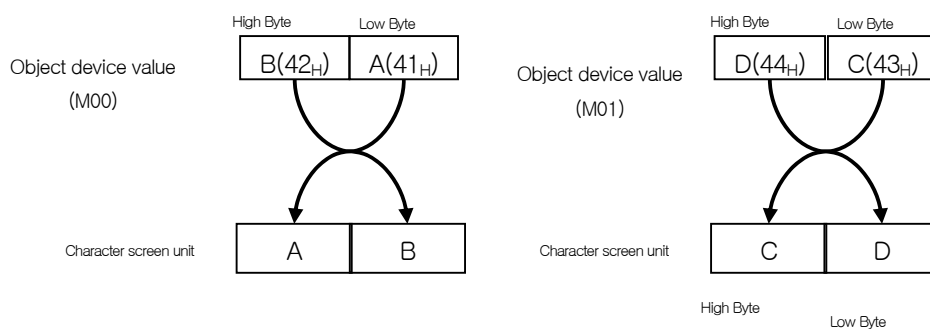 High Byte Low Byte
B(42H) A(41H)
Object device value
(M00)
Character screen unit
A B
High Byte Low Byte
D(44H) C(43H)
Object device value
(M01)
Character screen unit
C D
High Byte
Low Byte